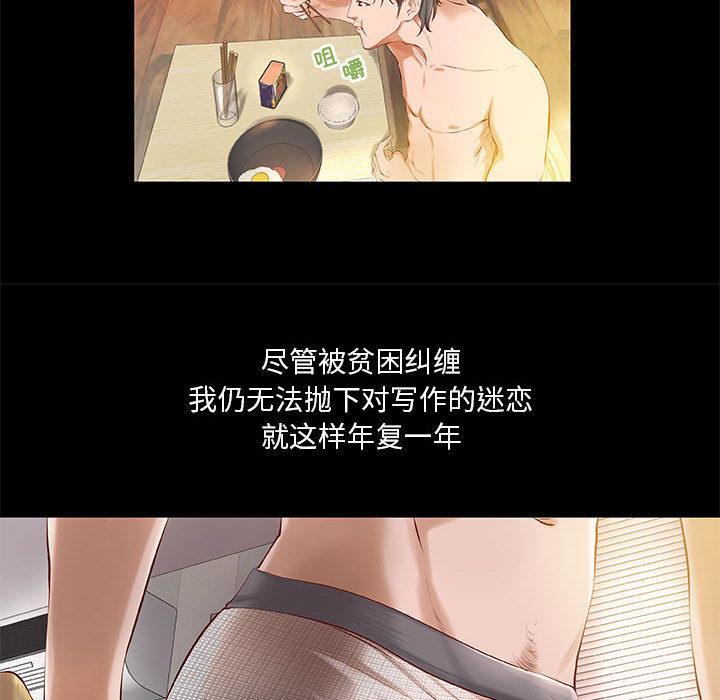 咀
嚼
尽管被贫困纠缠
我仍无法抛下对写作的迷恋
就这样年复一年